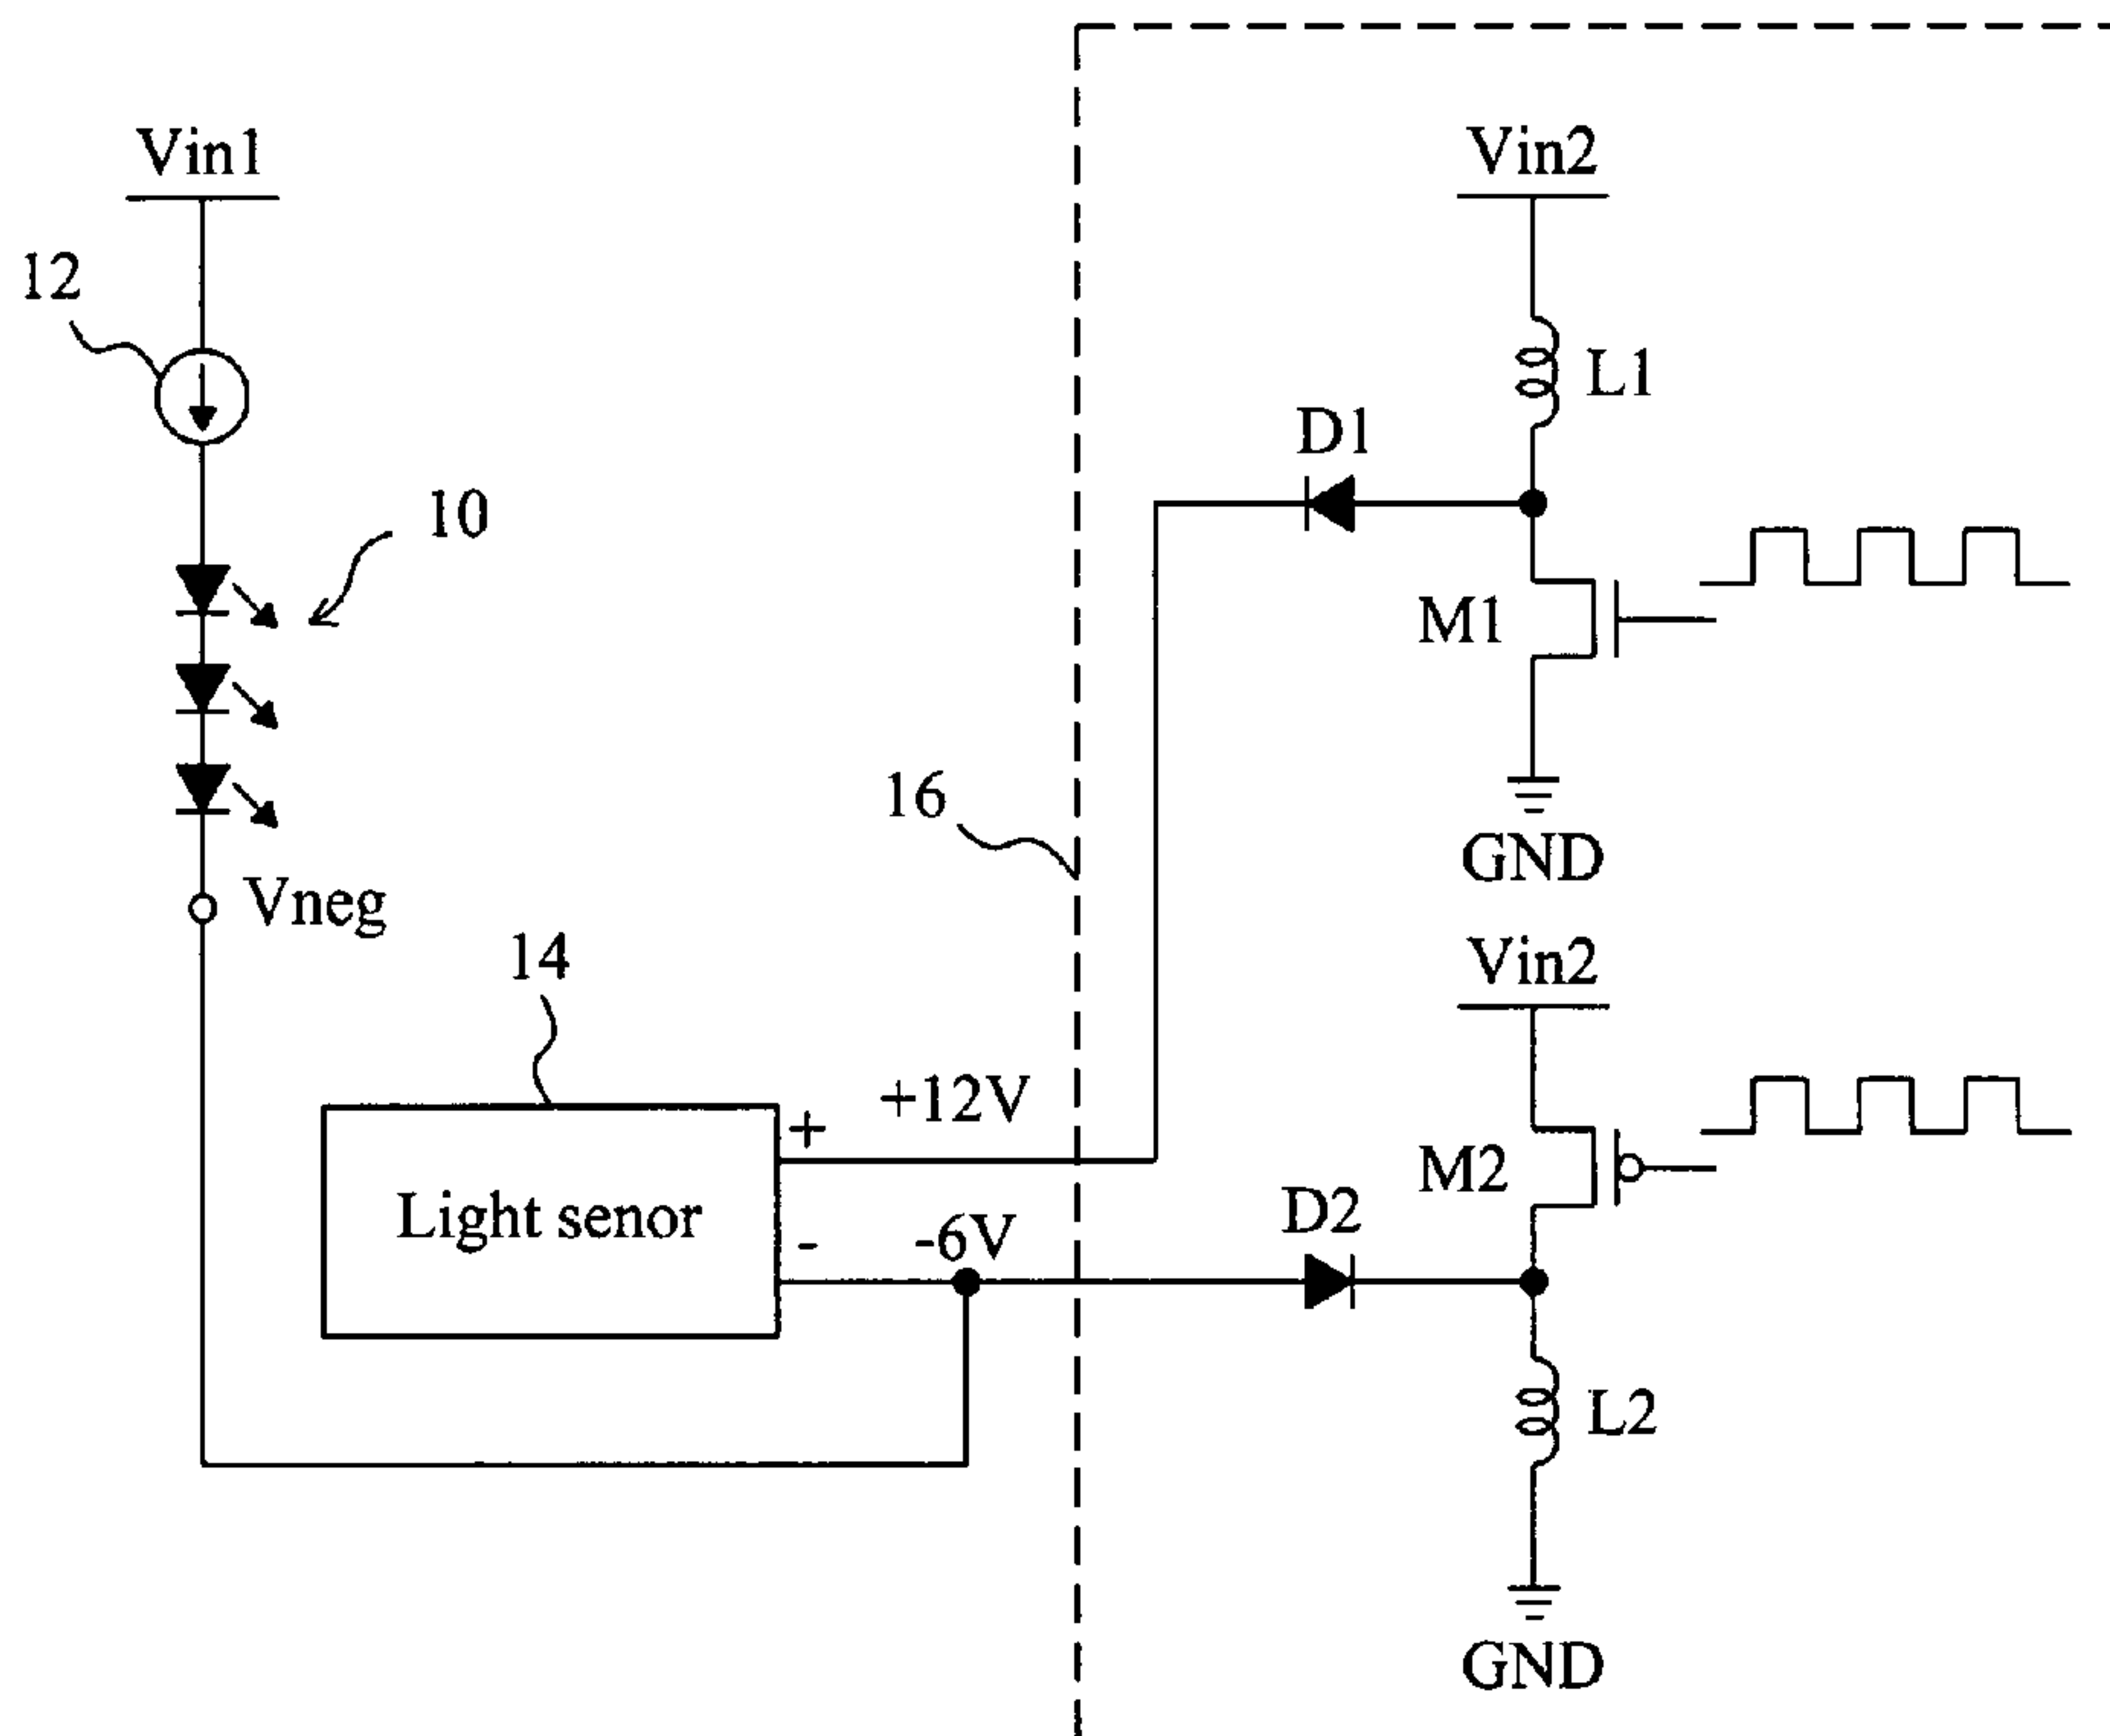 Vin1
Vin2
12
L1
D1
10
M1
16
GND
Vneg
14
Vin2
+12V
+
M2
Light senor
D2
-6V
-
L2
GND